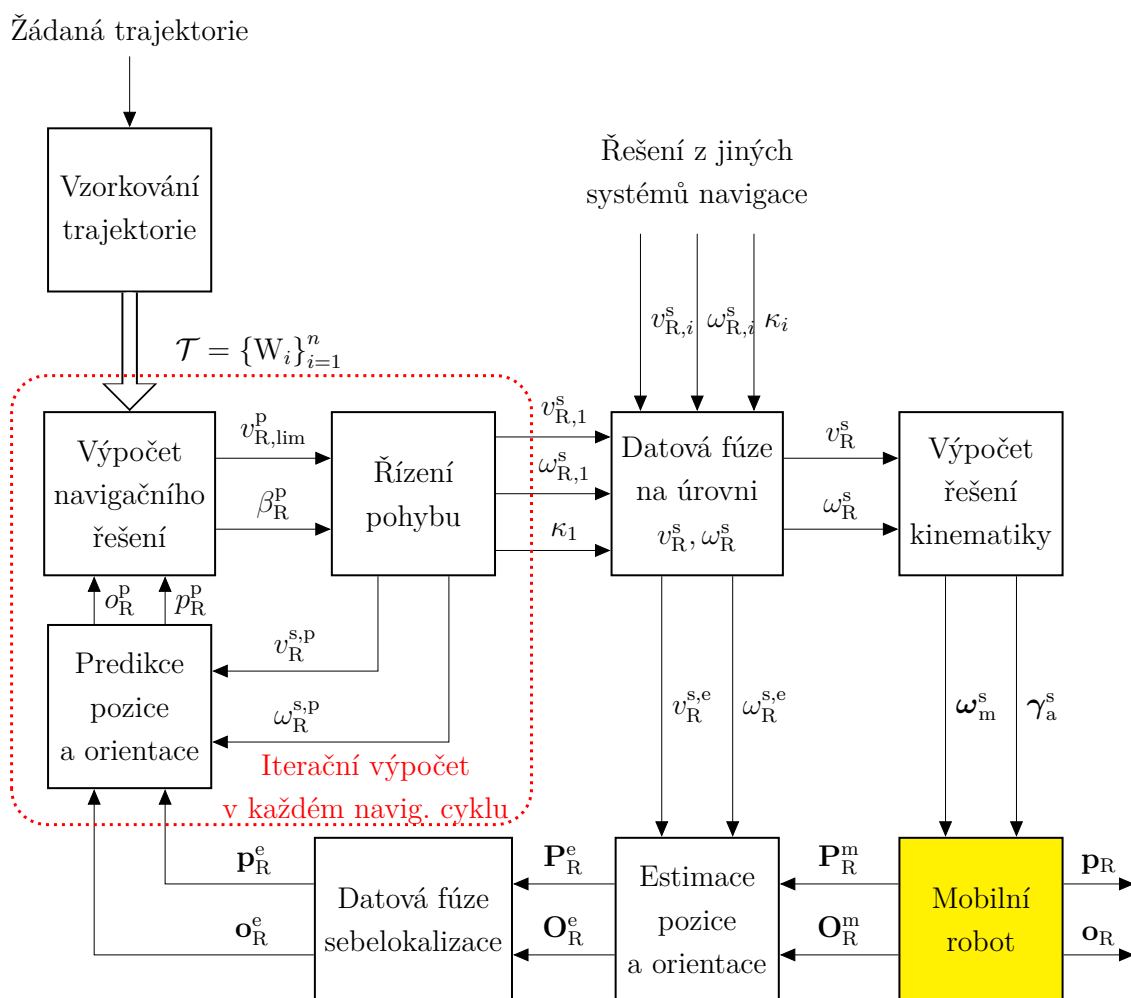 Žádaná trajektorie
Vzorkování
trajektorie
Řešení z jiných
systémů navigace
v^s_{R,i} ω^s_{R,i} κ_i
𝒯 = {W_i}^n_{i=1}
Výpočet
navigačního
řešení
v^p_{R,lim}
β^p_R
Řízení
pohybu
v^s_{R,1}
ω^s_{R,1}
κ_1
Datová fúze
na úrovni
v^s_R, ω^s_R
v^s_R
ω^s_R
Výpočet
řešení
kinematiky
o^p_R p^p_R
Predikce
pozice
a orientace
v^{s,p}_R
ω^{s,p}_R
Iterační výpočet
v každém navig. cyklu
v^{s,e}_R ω^{s,e}_R
ω^s_m γ^s_a
p^e_R
o^e_R
Datová fúze
sebelokalizace
P^e_R
O^e_R
Estimace
pozice
a orientace
P^m_R
O^m_R
Mobilní
robot
p_R
o_R